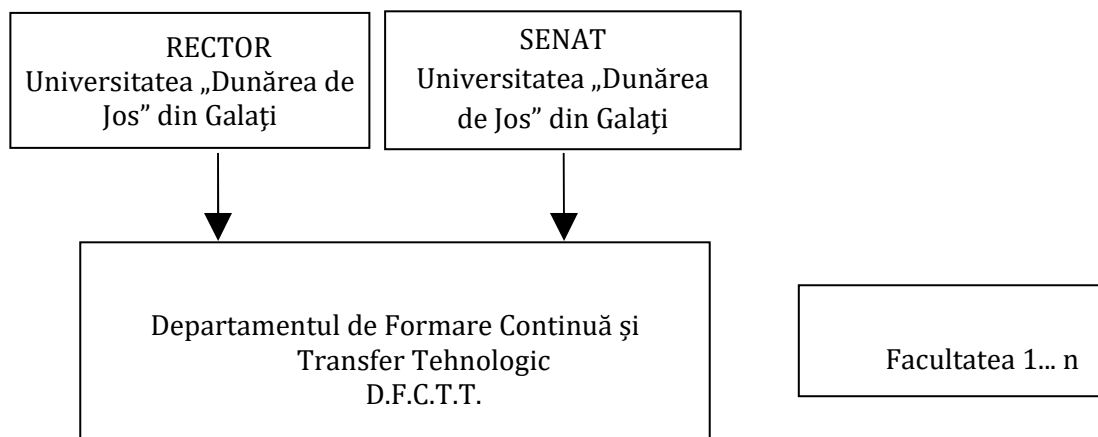 RECTOR
Universitatea „Dunărea de
Jos” din Galaţi
SENAT
Universitatea „Dunărea
de Jos” din Galaţi
Departamentul de Formare Continuă și
Transfer Tehnologic
D.F.C.T.T.
Facultatea 1... n